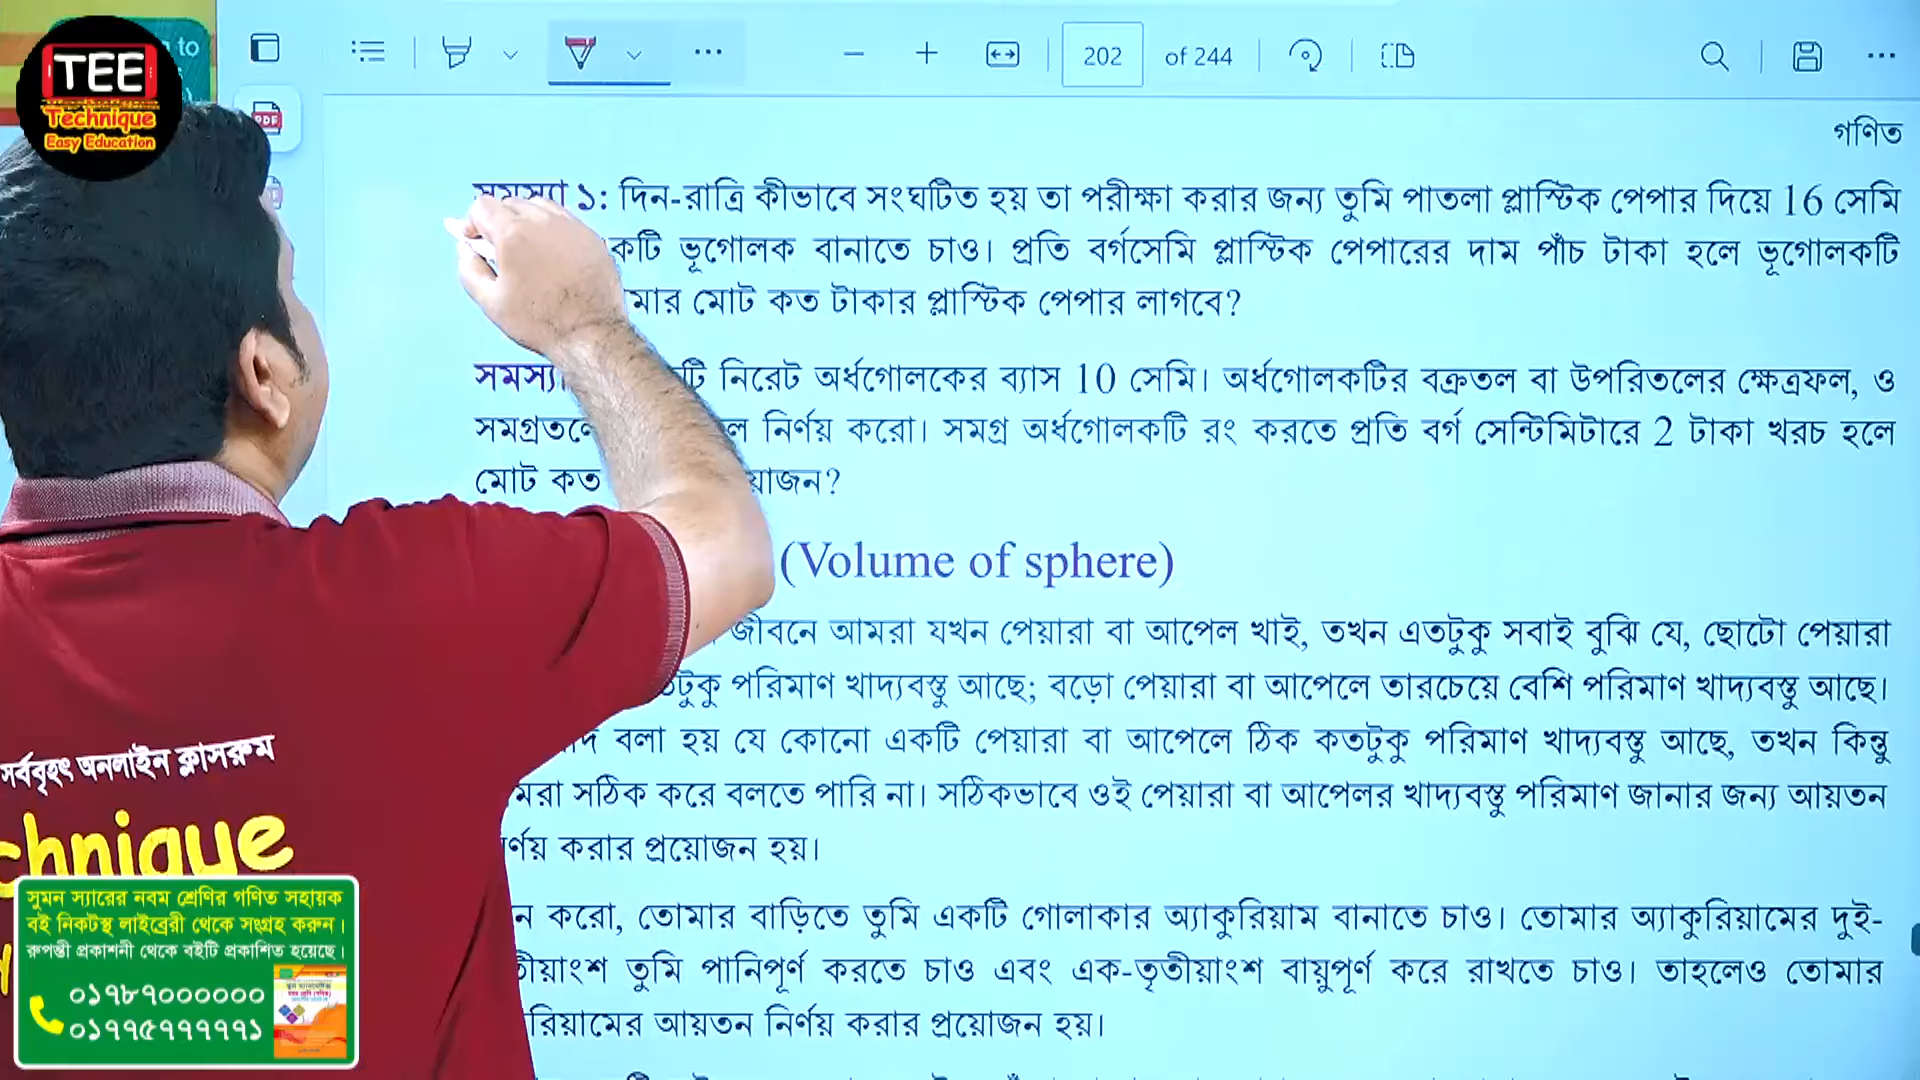 to
TEE
Technique
Easy Education
PDF
202 of 244
গণিত
সমস্যা ১: দিন-রাত্রি কীভাবে সংঘটিত হয় তা পরীক্ষা করার জন্য তুমি পাতলা প্লাস্টিক পেপার দিয়ে 16 সেমি
কটি ভূগোলক বানাতে চাও। প্রতি বর্গসেমি প্লাস্টিক পেপারের দাম পাঁচ টাকা হলে ভূগোলকটি
মার মোট কত টাকার প্লাস্টিক পেপার লাগবে?
সমস্যা টি নিরেট অর্ধগোলকের ব্যাস 10 সেমি। অর্ধগোলকটির বক্রতল বা উপরিতলের ক্ষেত্রফল, ও
সমগ্রতলে ল নির্ণয় করো। সমগ্র অর্ধগোলকটি রং করতে প্রতি বর্গ সেন্টিমিটারে 2 টাকা খরচ হলে
মোট কত য়াজন?
(Volume of sphere)
জীবনে আমরা যখন পেয়ারা বা আপেল খাই, তখন এতটুকু সবাই বুঝি যে, ছোটো পেয়ারা
তটুকু পরিমাণ খাদ্যবস্তু আছে; বড়ো পেয়ারা বা আপেলে তারচেয়ে বেশি পরিমাণ খাদ্যবস্তু আছে।
দি বলা হয় যে কোনো একটি পেয়ারা বা আপেলে ঠিক কতটুকু পরিমাণ খাদ্যবস্তু আছে, তখন কিন্তু
মরা সঠিক করে বলতে পারি না। সঠিকভাবে ওই পেয়ারা বা আপেলর খাদ্যবস্তু পরিমাণ জানার জন্য আয়তন
র্ণয় করার প্রয়োজন হয়।
ন করো, তোমার বাড়িতে তুমি একটি গোলাকার অ্যাকুরিয়াম বানাতে চাও। তোমার অ্যাকুরিয়ামের দুই-
তীয়াংশ তুমি পানিপূর্ণ করতে চাও এবং এক-তৃতীয়াংশ বায়ুপূর্ণ করে রাখতে চাও। তাহলেও তোমার
রিয়ামের আয়তন নির্ণয় করার প্রয়োজন হয়।
সর্ববৃহৎ অনলাইন ক্লাসরুম
chnique
সুমন স্যারের নবম শ্রেণির গণিত সহায়ক
বই নিকটস্থ লাইব্রেরী থেকে সংগ্রহ করুন।
রুপন্তী প্রকাশনী থেকে বইটি প্রকাশিত হয়েছে।
০১৭৮৭০০০০০০
০১৭৭৫৭৭৭৭৭১